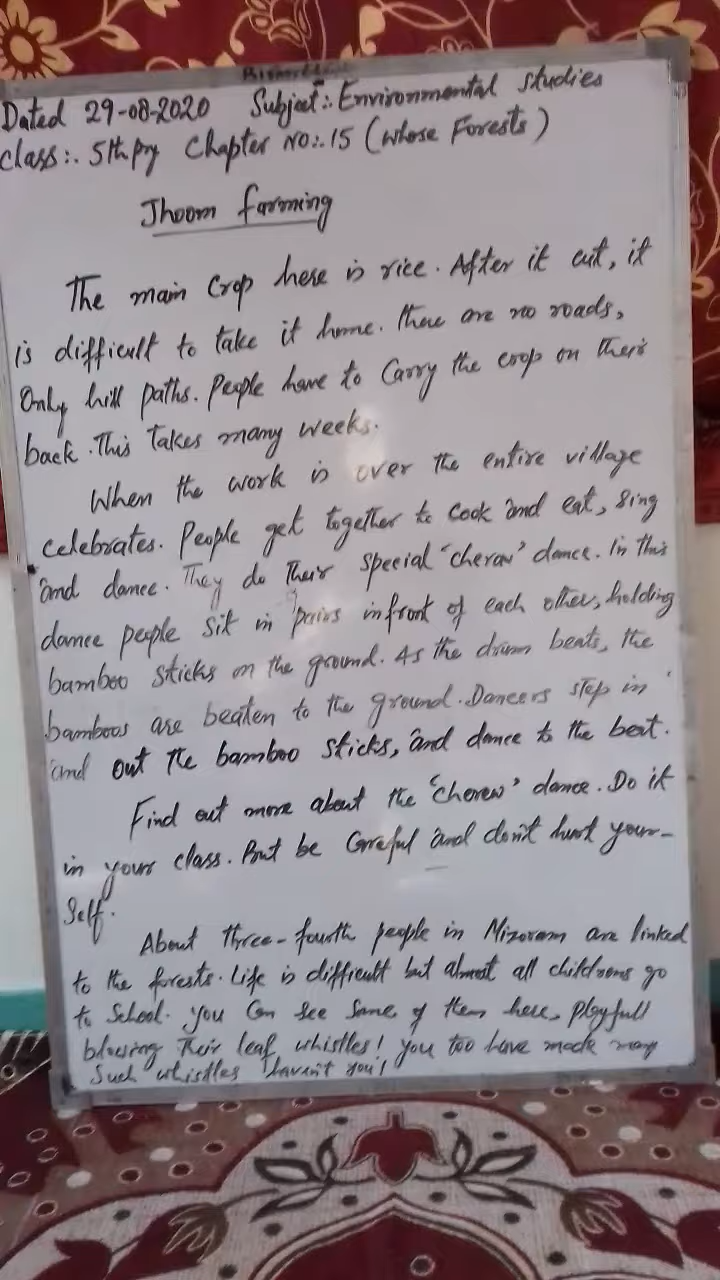 Dated 29-08-2020 Subject:. Environmental studies
Class:. 5th pry Chapter No:. 15 (Whose Forests)
Jhoom farming
The main crop here is rice. After it cut, it
is difficult to take it home. there are no roads,
Only hill paths. People have to Carry the crop on their
back. This takes many weeks.
When the work is over the entire village
celebrates. People get together to cook and eat, sing
and dance. They do their special 'cheraw' dance. In this
dance people sit in pairs infront of each other, holding
bamboo sticks on the ground. As the drum beats, the
bamboos are beaten to the ground. Dancers step in
and out the bamboo sticks, and dance to the beat.
Find out more about the 'cherew' dance. Do it
in your class. But be Careful and don't hurt your-
self.
About three-fourth people in Mizoram are linked
to the forests. Life is difficult but almost all childrens go
to School. you Can see Some of them here, playfull
blowing their leaf whistles! you too have made many
Such whistles havent you!